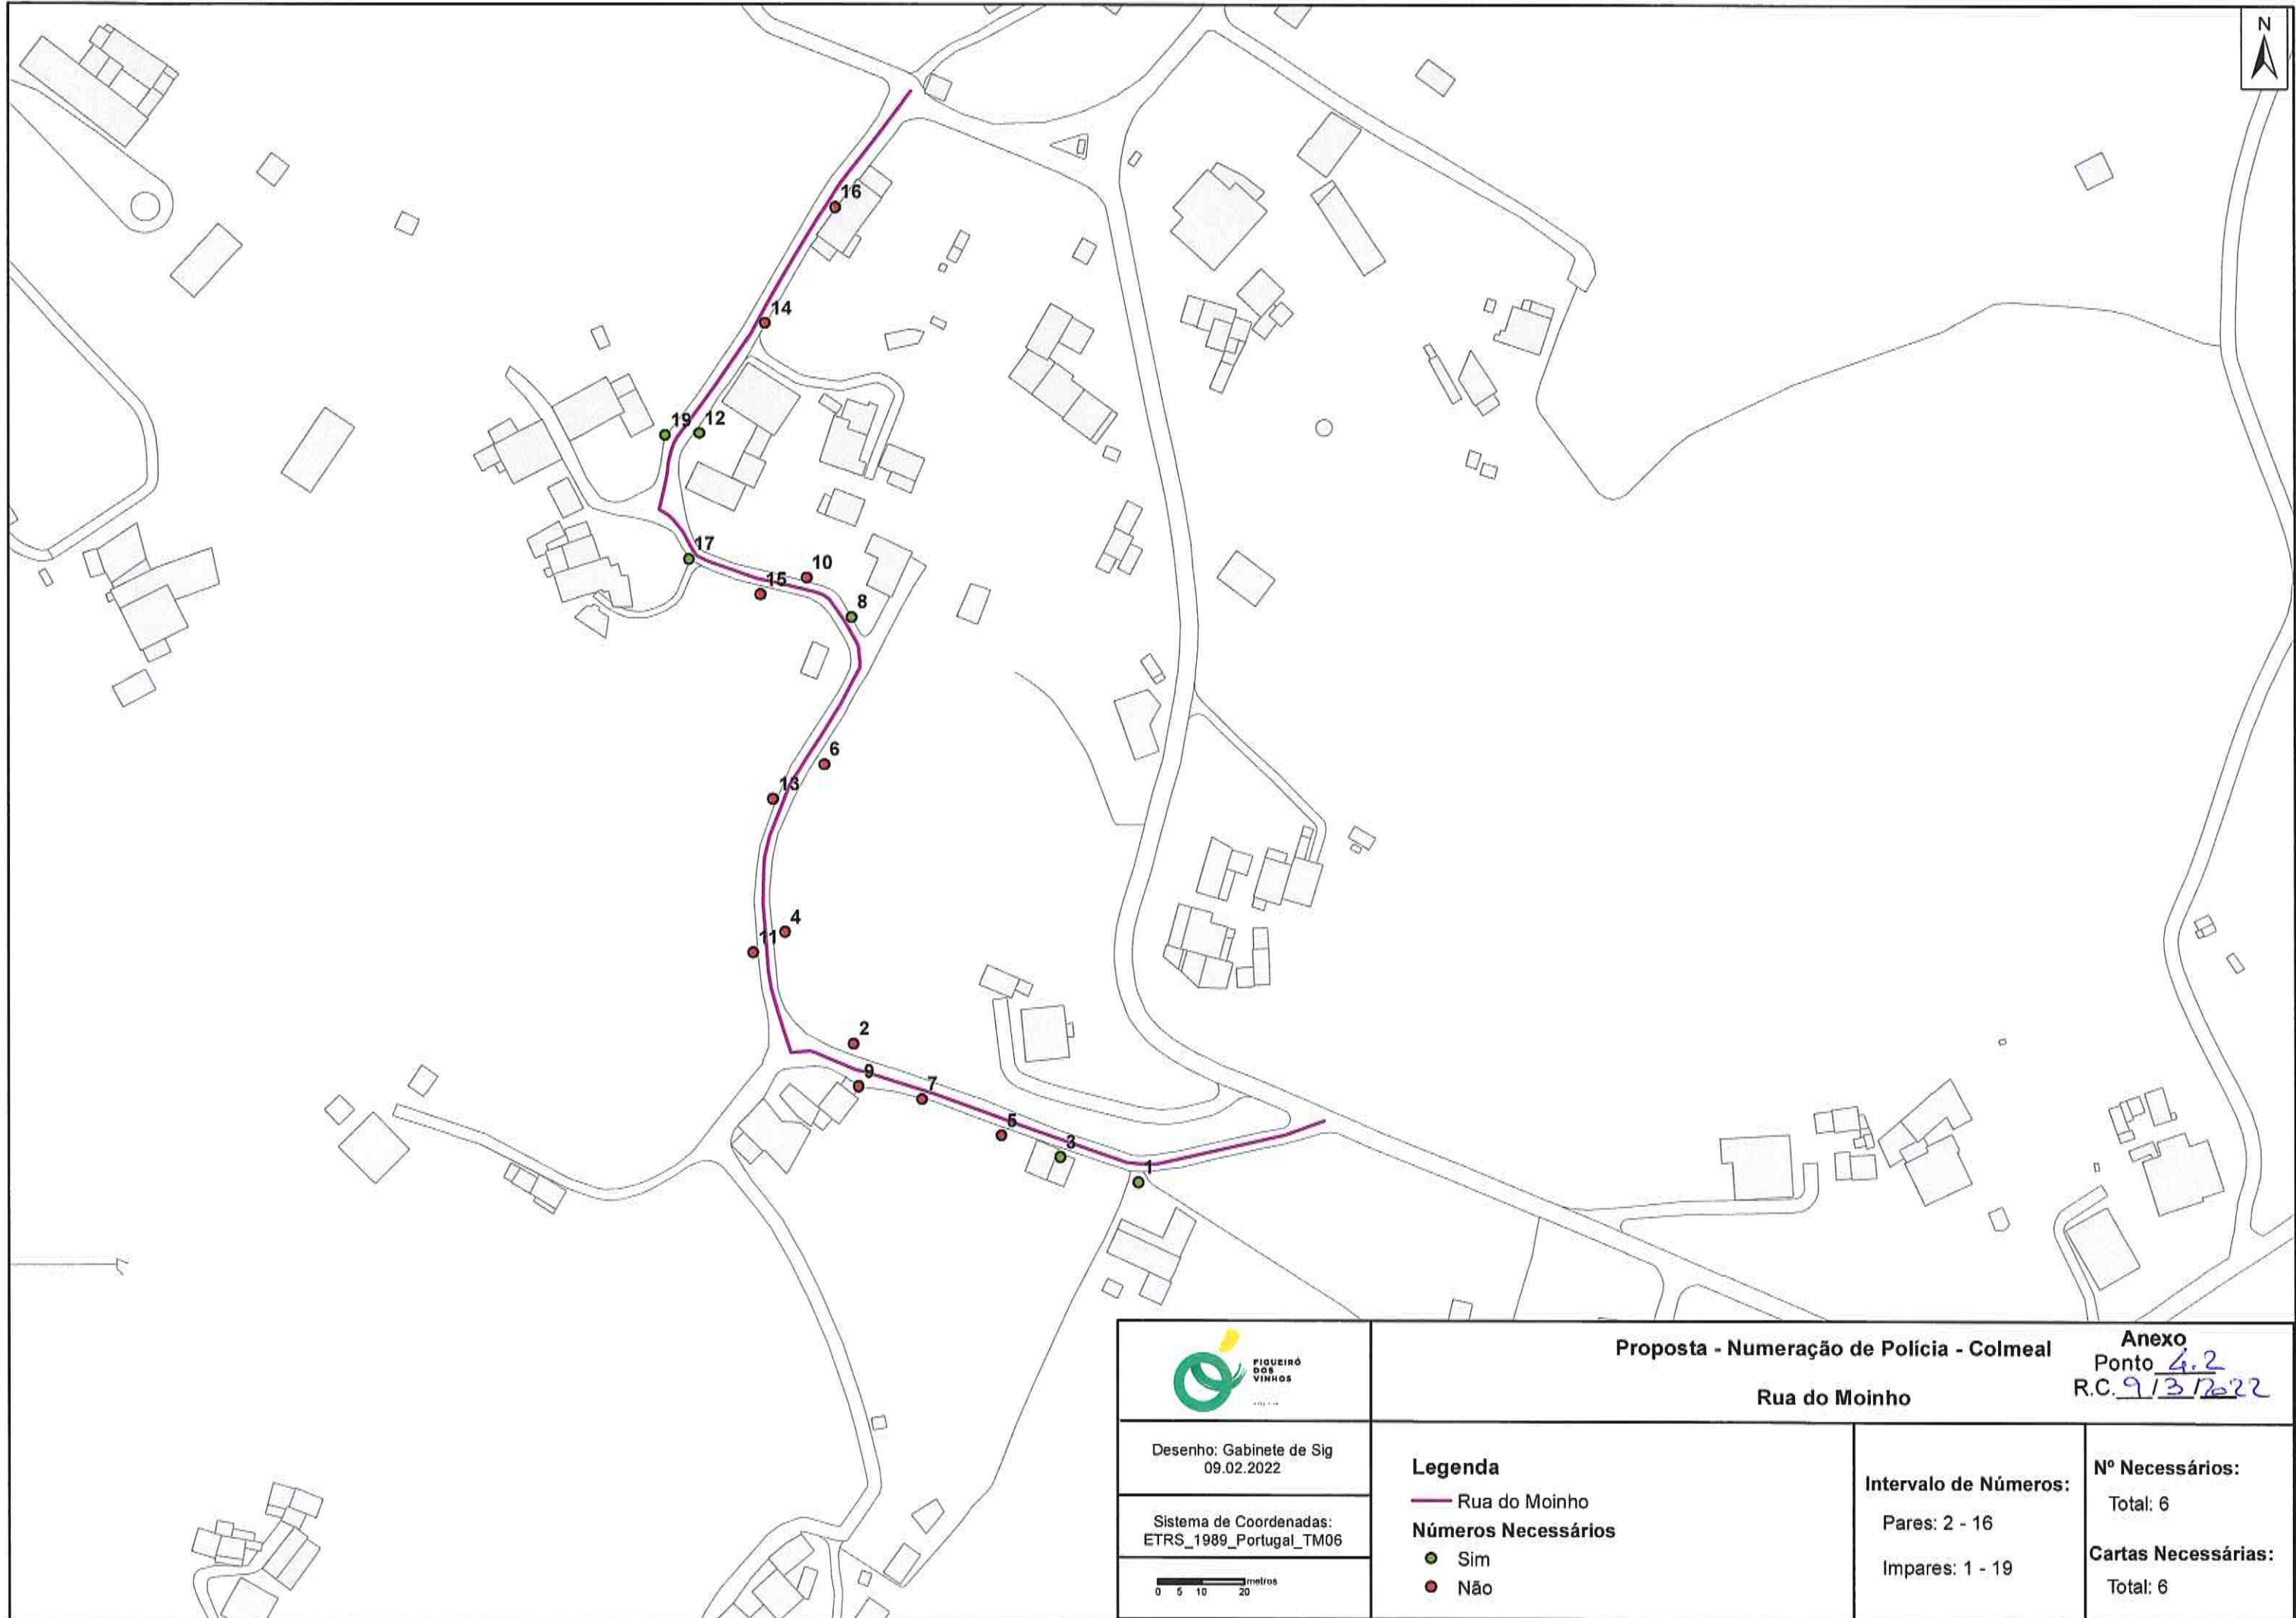 N
16
14
19
12
17
10
15
8
6
13
4
11
2
9
7
5
3
1
FIGUEIRÓ
DOS
VINHOS
Proposta - Numeração de Polícia - Colmeal
Rua do Moinho
Anexo
Ponto 4.2
R.C. 9/3/2022
Desenho: Gabinete de Sig
09.02.2022
Sistema de Coordenadas:
ETRS_1989_Portugal_TM06
metros
0 5 10 20
Legenda
Rua do Moinho
Números Necessários
Sim
Não
Intervalo de Números:
Pares: 2 - 16
Impares: 1 - 19
Nº Necessários:
Total: 6
Cartas Necessárias:
Total: 6